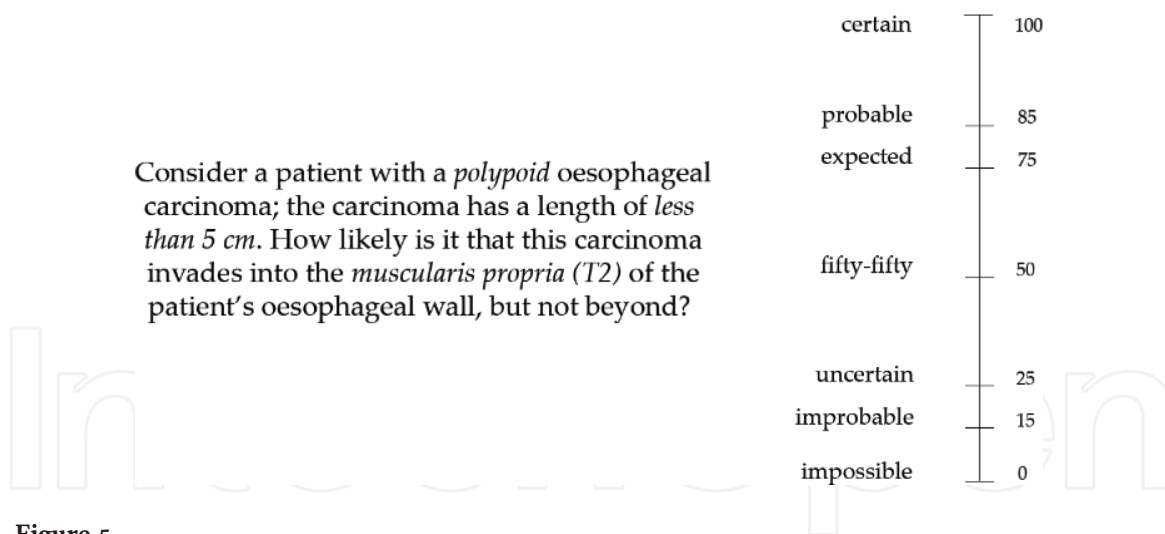 certain 100
probable 85
expected 75
Consider a patient with a polypoid oesophageal
carcinoma; the carcinoma has a length of less
than 5 cm. How likely is it that this carcinoma
invades into the muscularis propria (T2) of the
patient's oesophageal wall, but not beyond?
fifty-fifty 50
uncertain 25
improbable 15
impossible 0